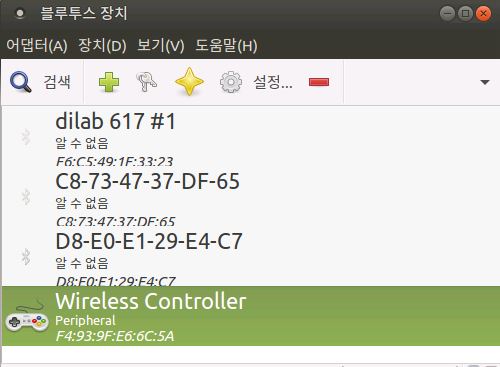 블루투스 장치
어댑터(A) 장치(D) 보기(V) 도움말(H)
검색 설정...
dilab 617 #1
알 수 없음
F6:C5:49:1F:33:23
C8-73-47-37-DF-65
알 수 없음
C8:73:47:37:DF:65
D8-E0-E1-29-E4-C7
알 수 없음
D8:E0:E1:29:E4:C7
Wireless Controller
Peripheral
F4:93:9F:E6:6C:5A